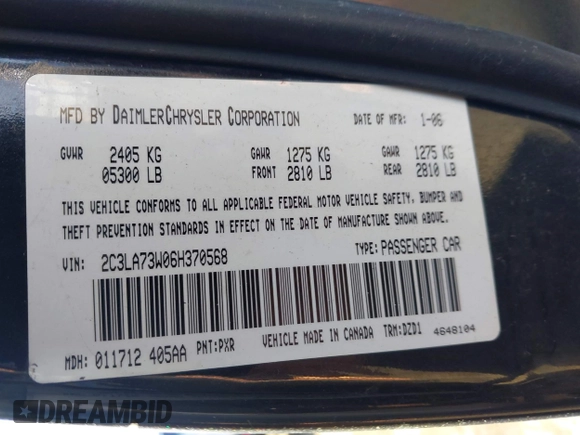 MFD BY DAIMLERCHRYSLER CORPORATION DATE OF MFR: 1-06
GVWR 2405 KG GAWR 1275 KG GAWR 1275 KG
05300 LB FRONT 2810 LB REAR 2810 LB
THIS VEHICLE CONFORMS TO ALL APPLICABLE FEDERAL MOTOR VEHICLE SAFETY, BUMPER AND
THEFT PREVENTION STANDARDS IN EFFECT ON THE DATE OF MANUFACTURE SHOWN ABOVE.
VIN: 2C3LA73W06H370568 TYPE: PASSENGER CAR
MDH: 011712 405AA PNT: PXR VEHICLE MADE IN CANADA TRM: DZD1 4648104
DREAMBID